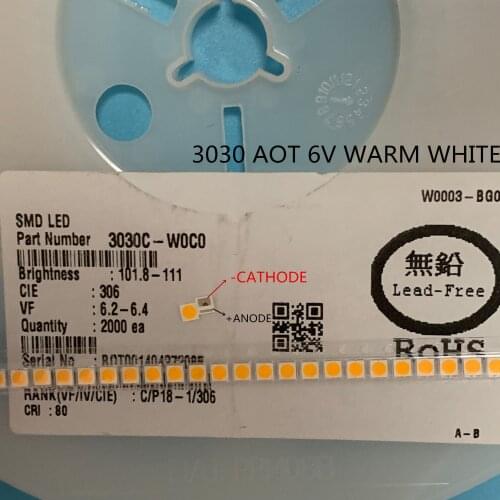 3030 AOT 6V WARM WHITE
W0003-BG0
SMD LED
Part Number 3030C-W0C0
Brightness : 101.8-111
CIE : 306
VF : 6.2-6.4
Quantity : 2000 ea
Serial No :
RANK(VF/IV/CIE) : C/P18-1/306
CRI : 80
-CATHODE
+ANODE
無鉛
Lead-Free
RoHS
A-B